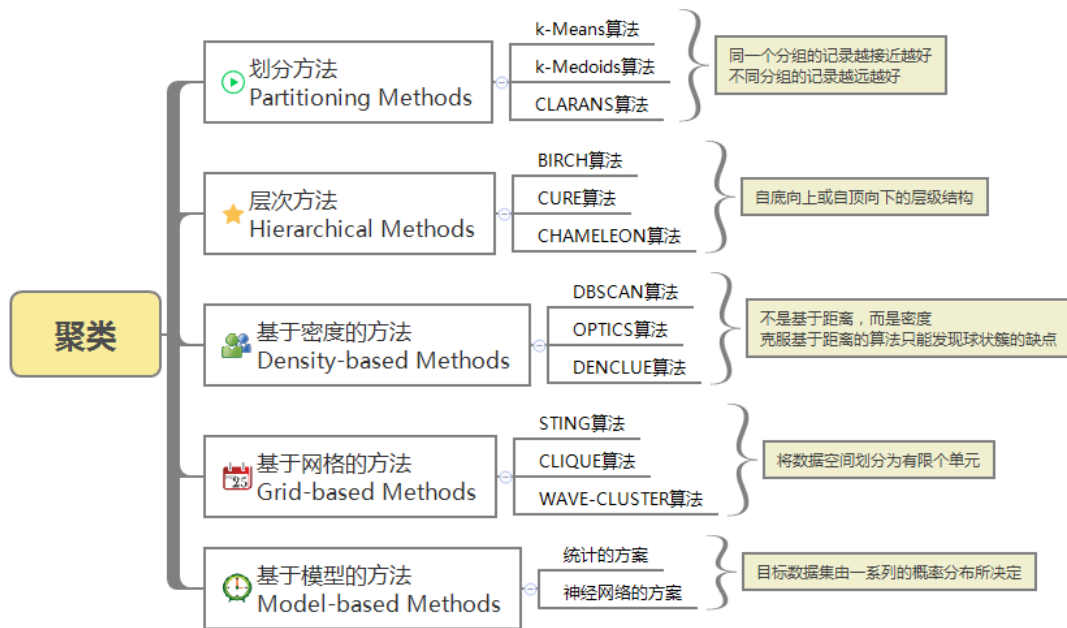 聚类
划分方法
Partitioning Methods
k-Means算法
k-Medoids算法
CLARANS算法
同一个分组的记录越接近越好
不同分组的记录越远越好
层次方法
Hierarchical Methods
BIRCH算法
CURE算法
CHAMELEON算法
自底向上或自顶向下的层级结构
基于密度的方法
Density-based Methods
DBSCAN算法
OPTICS算法
DENCLUE算法
不是基于距离，而是密度
克服基于距离的算法只能发现球状簇的缺点
25
基于网格的方法
Grid-based Methods
STING算法
CLIQUE算法
WAVE-CLUSTER算法
将数据空间划分为有限个单元
基于模型的方法
Model-based Methods
统计的方案
神经网络的方案
目标数据集由一系列的概率分布所决定